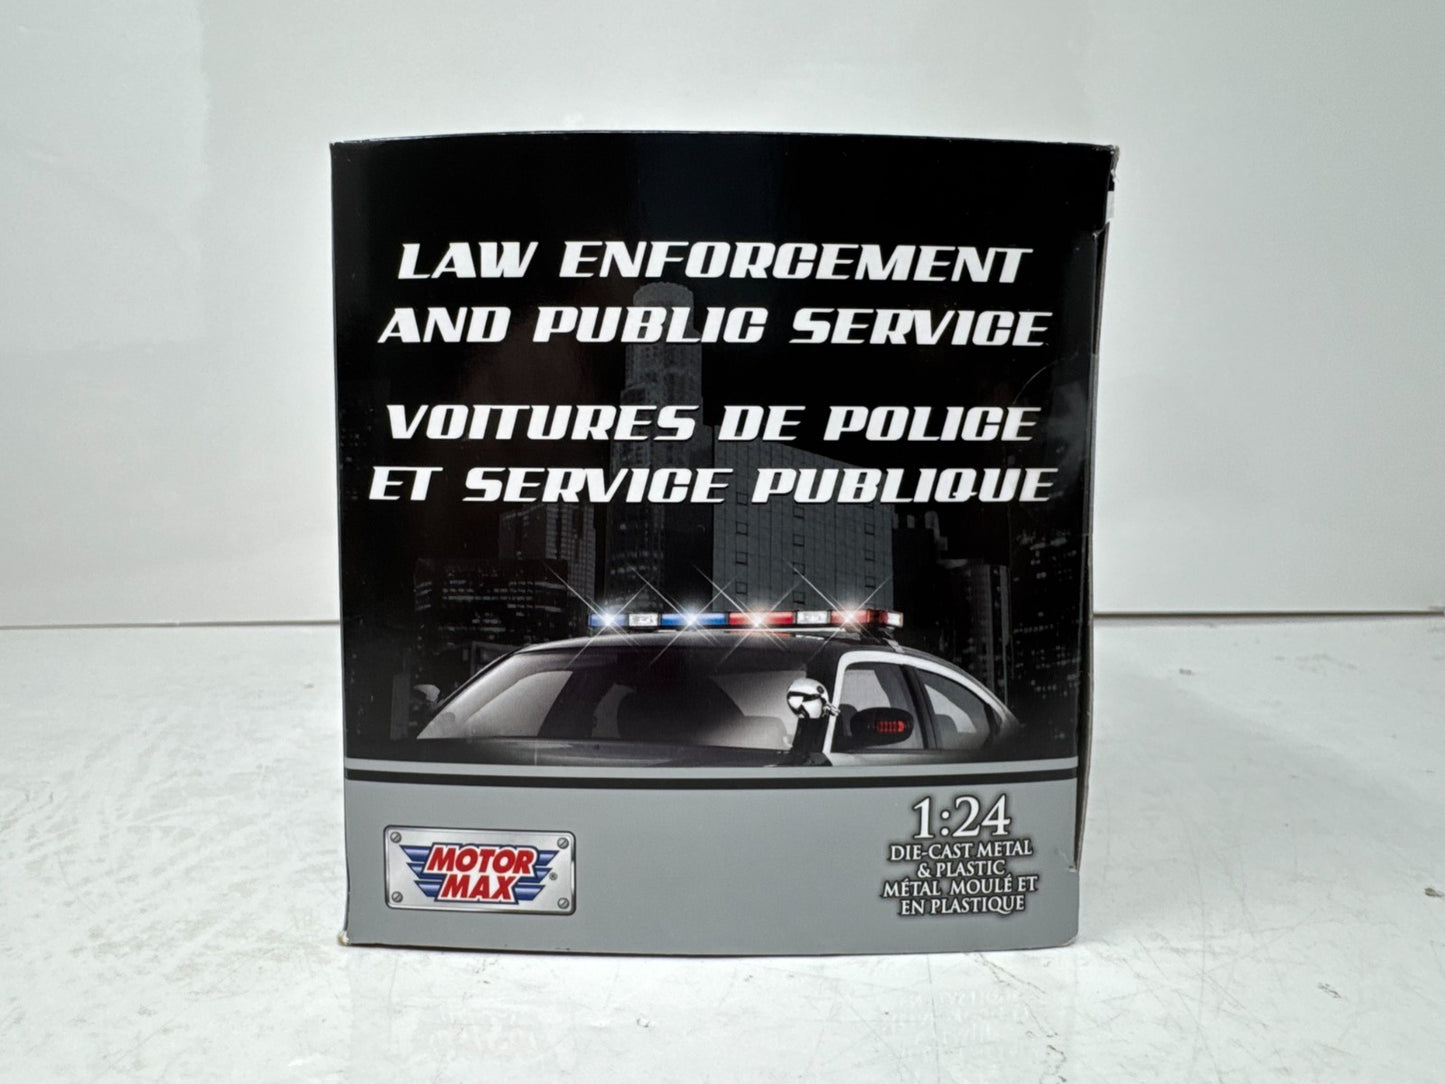 LAW ENFORCEMENT
AND PUBLIC SERVICE
VOITURES DE POLICE
ET SERVICE PUBLIQUE
1:24
DIE-CAST METAL
& PLASTIC
MÉTAL MOULÉ ET
EN PLASTIQUE
MOTOR
MAX®